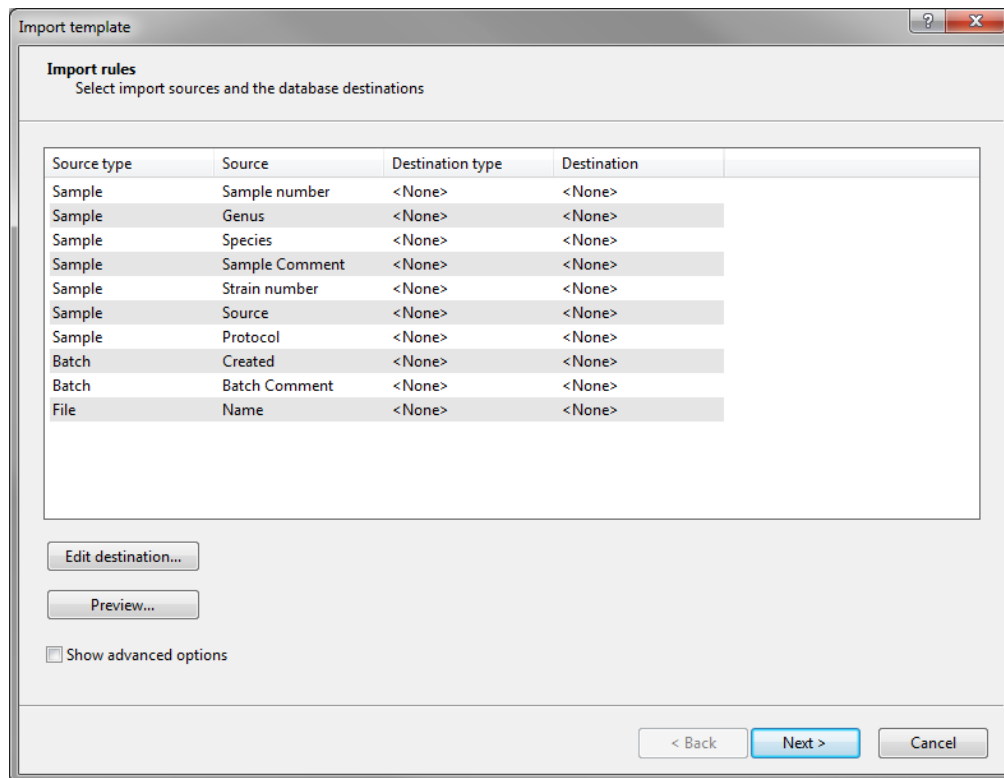 Import template
?
X
Import rules
Select import sources and the database destinations
Source type Source Destination type Destination
Sample Sample number <None> <None>
Sample Genus <None> <None>
Sample Species <None> <None>
Sample Sample Comment <None> <None>
Sample Strain number <None> <None>
Sample Source <None> <None>
Sample Protocol <None> <None>
Batch Created <None> <None>
Batch Batch Comment <None> <None>
File Name <None> <None>
Edit destination...
Preview...
Show advanced options
< Back Next > Cancel